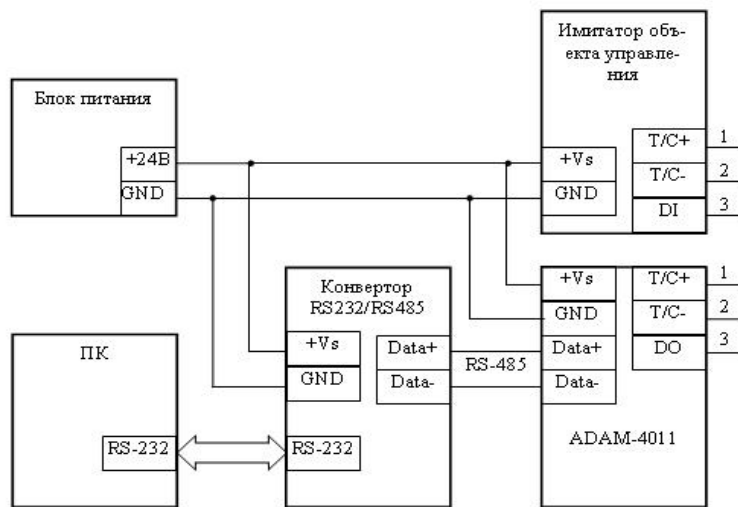 Блок питания
+24В
GND
Имитатор объ-
екта управле-
ния
+Vs
GND
T/C+
T/C-
DI
1
2
3
Конвертор
RS232/RS485
+Vs
GND
Data+
Data-
RS-232
RS-485
+Vs
GND
Data+
Data-
T/C+
T/C-
DO
1
2
3
ADAM-4011
ПК
RS-232